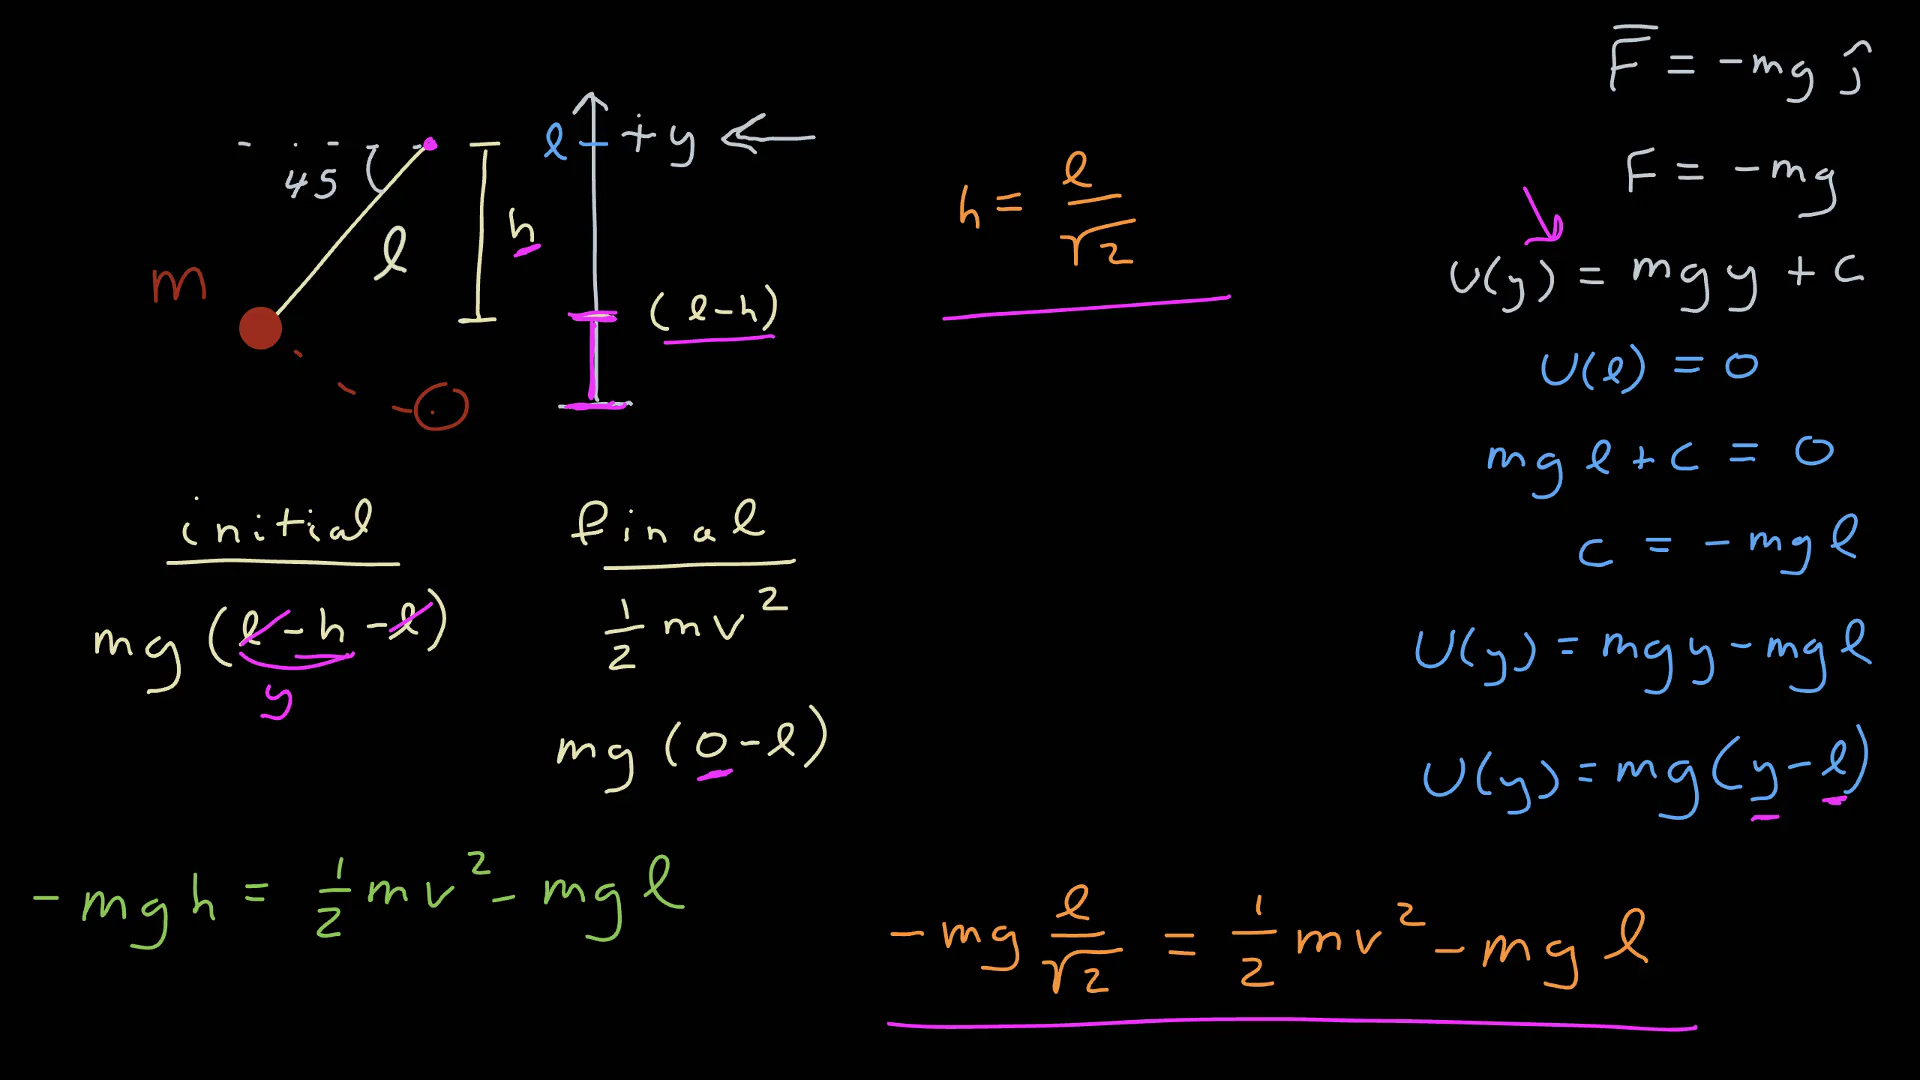 45
l
m
h
l
+y
(l-h)
h = l/√2
F̅ = -mg ĵ
F = -mg
U(y) = mgy + c
U(l) = 0
mgl + c = 0
c = -mgl
U(y) = mgy - mgl
U(y) = mg(y-l)
initial
mg(l-h-l)
y
final
1/2 mv²
mg(0-l)
-mgh = 1/2 mv² - mgl
-mg l/√2 = 1/2 mv² - mgl